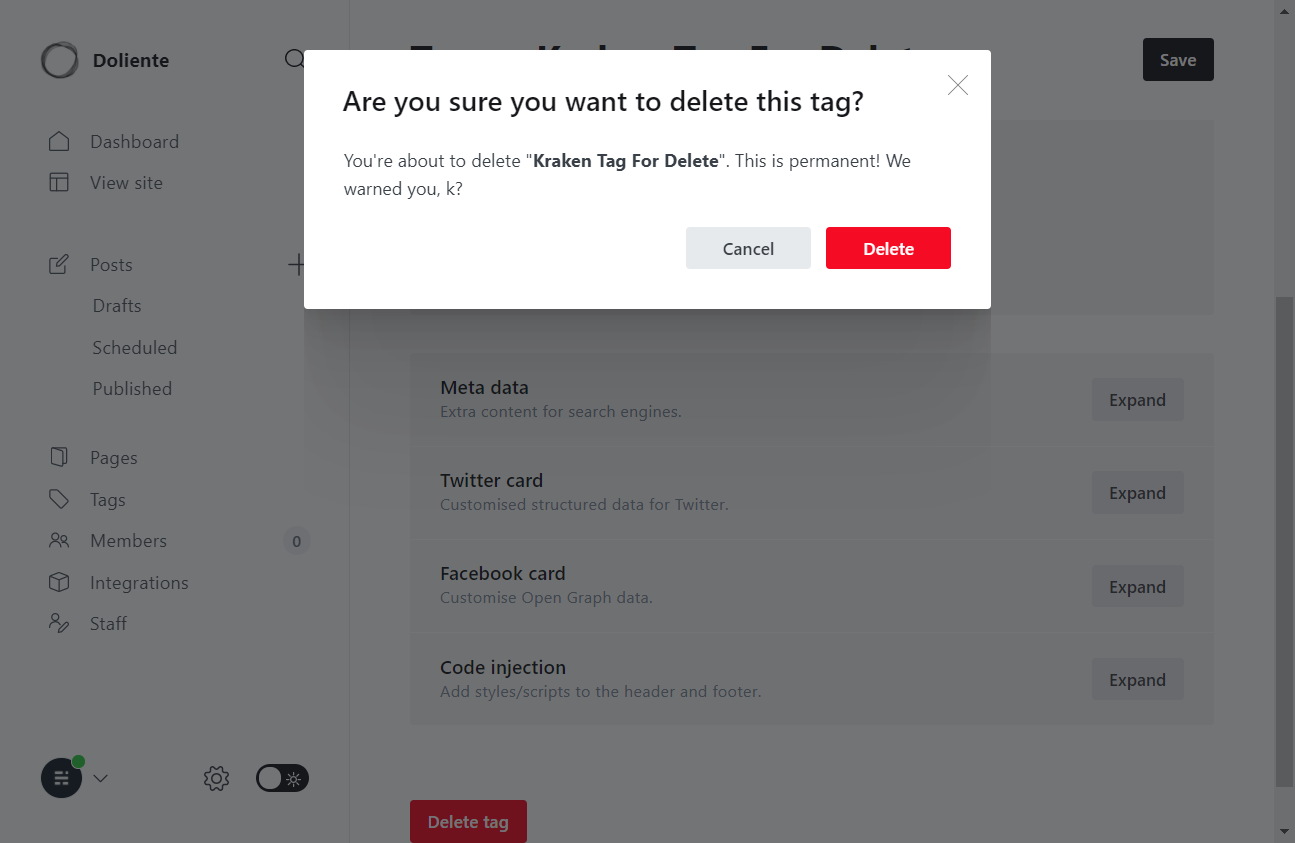 Doliente
Dashboard
View site
Posts
Drafts
Scheduled
Published
Pages
Tags
Members
0
Integrations
Staff
Save
Are you sure you want to delete this tag?
You're about to delete "Kraken Tag For Delete". This is permanent! We
warned you, k?
Cancel
Delete
Meta data
Extra content for search engines.
Expand
Twitter card
Customised structured data for Twitter.
Expand
Facebook card
Customise Open Graph data.
Expand
Code injection
Add styles/scripts to the header and footer.
Expand
Delete tag